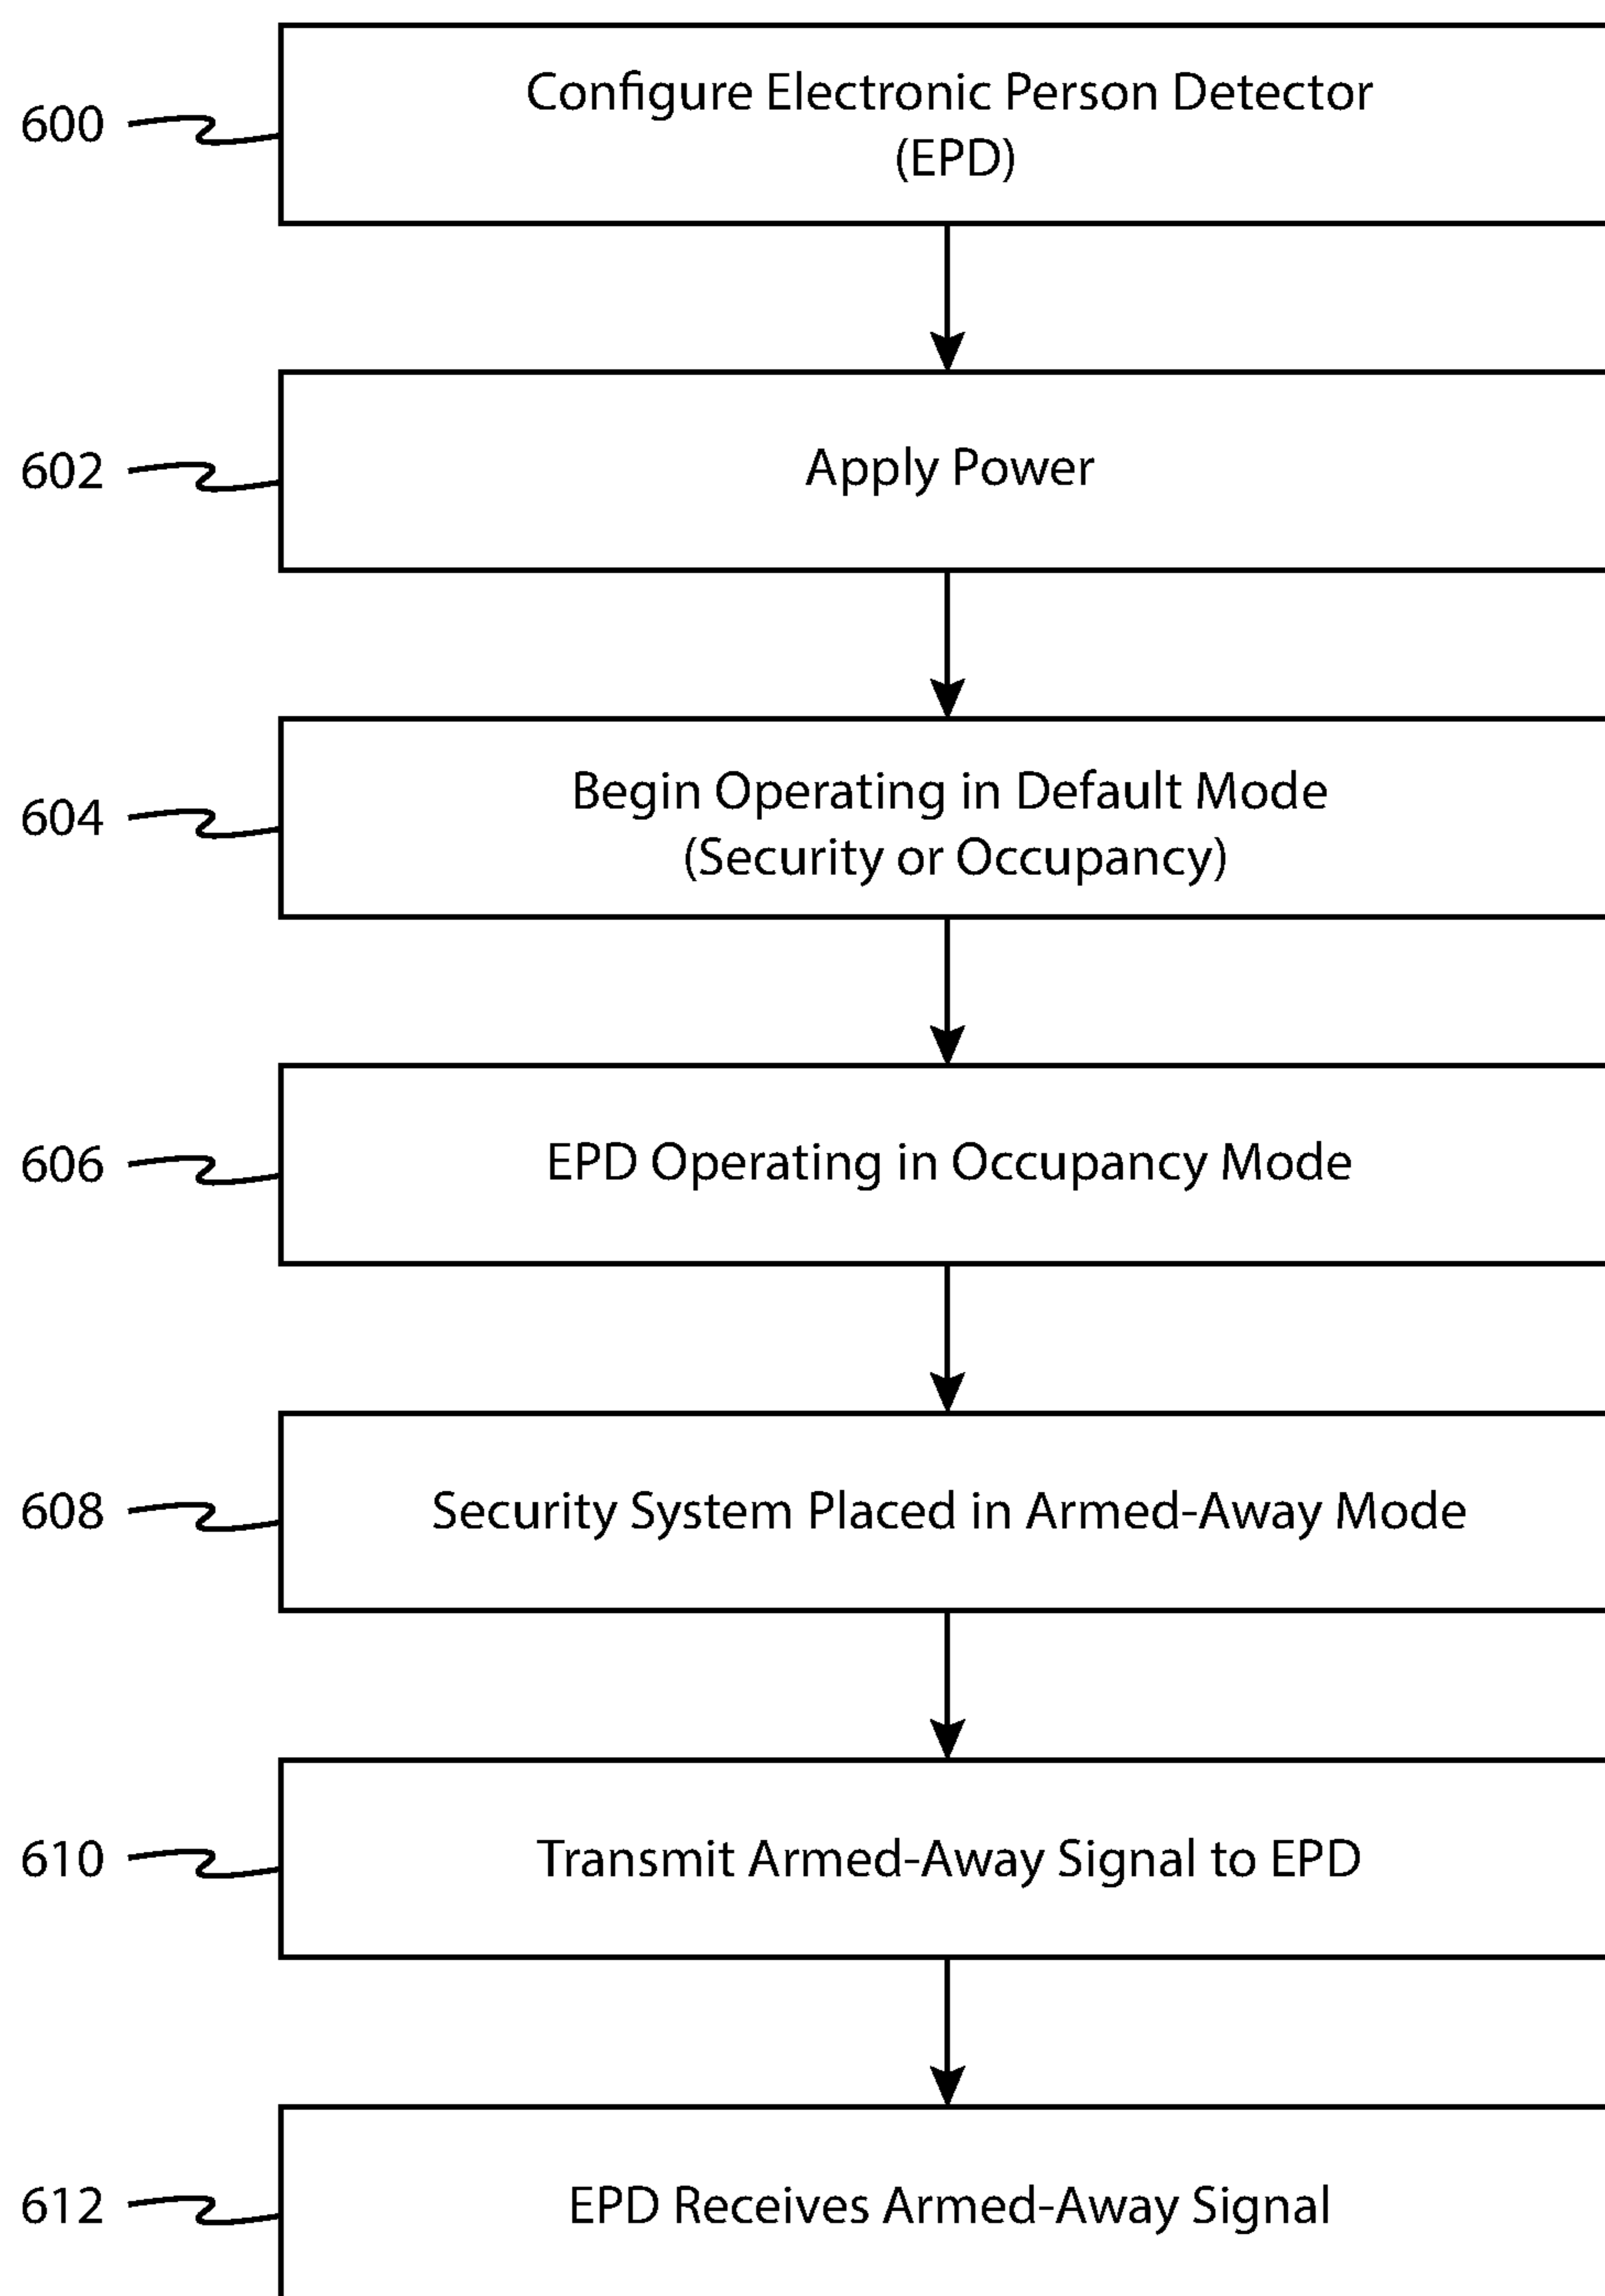 600
Configure Electronic Person Detector
(EPD)
602
Apply Power
604
Begin Operating in Default Mode
(Security or Occupancy)
606
EPD Operating in Occupancy Mode
608
Security System Placed in Armed-Away Mode
610
Transmit Armed-Away Signal to EPD
612
EPD Receives Armed-Away Signal